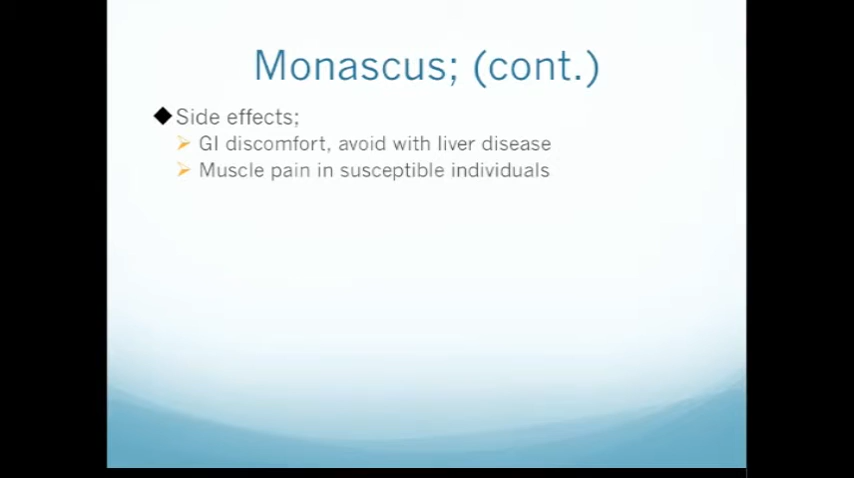 Monascus; (cont.)
Side effects;
GI discomfort, avoid with liver disease
Muscle pain in susceptible individuals